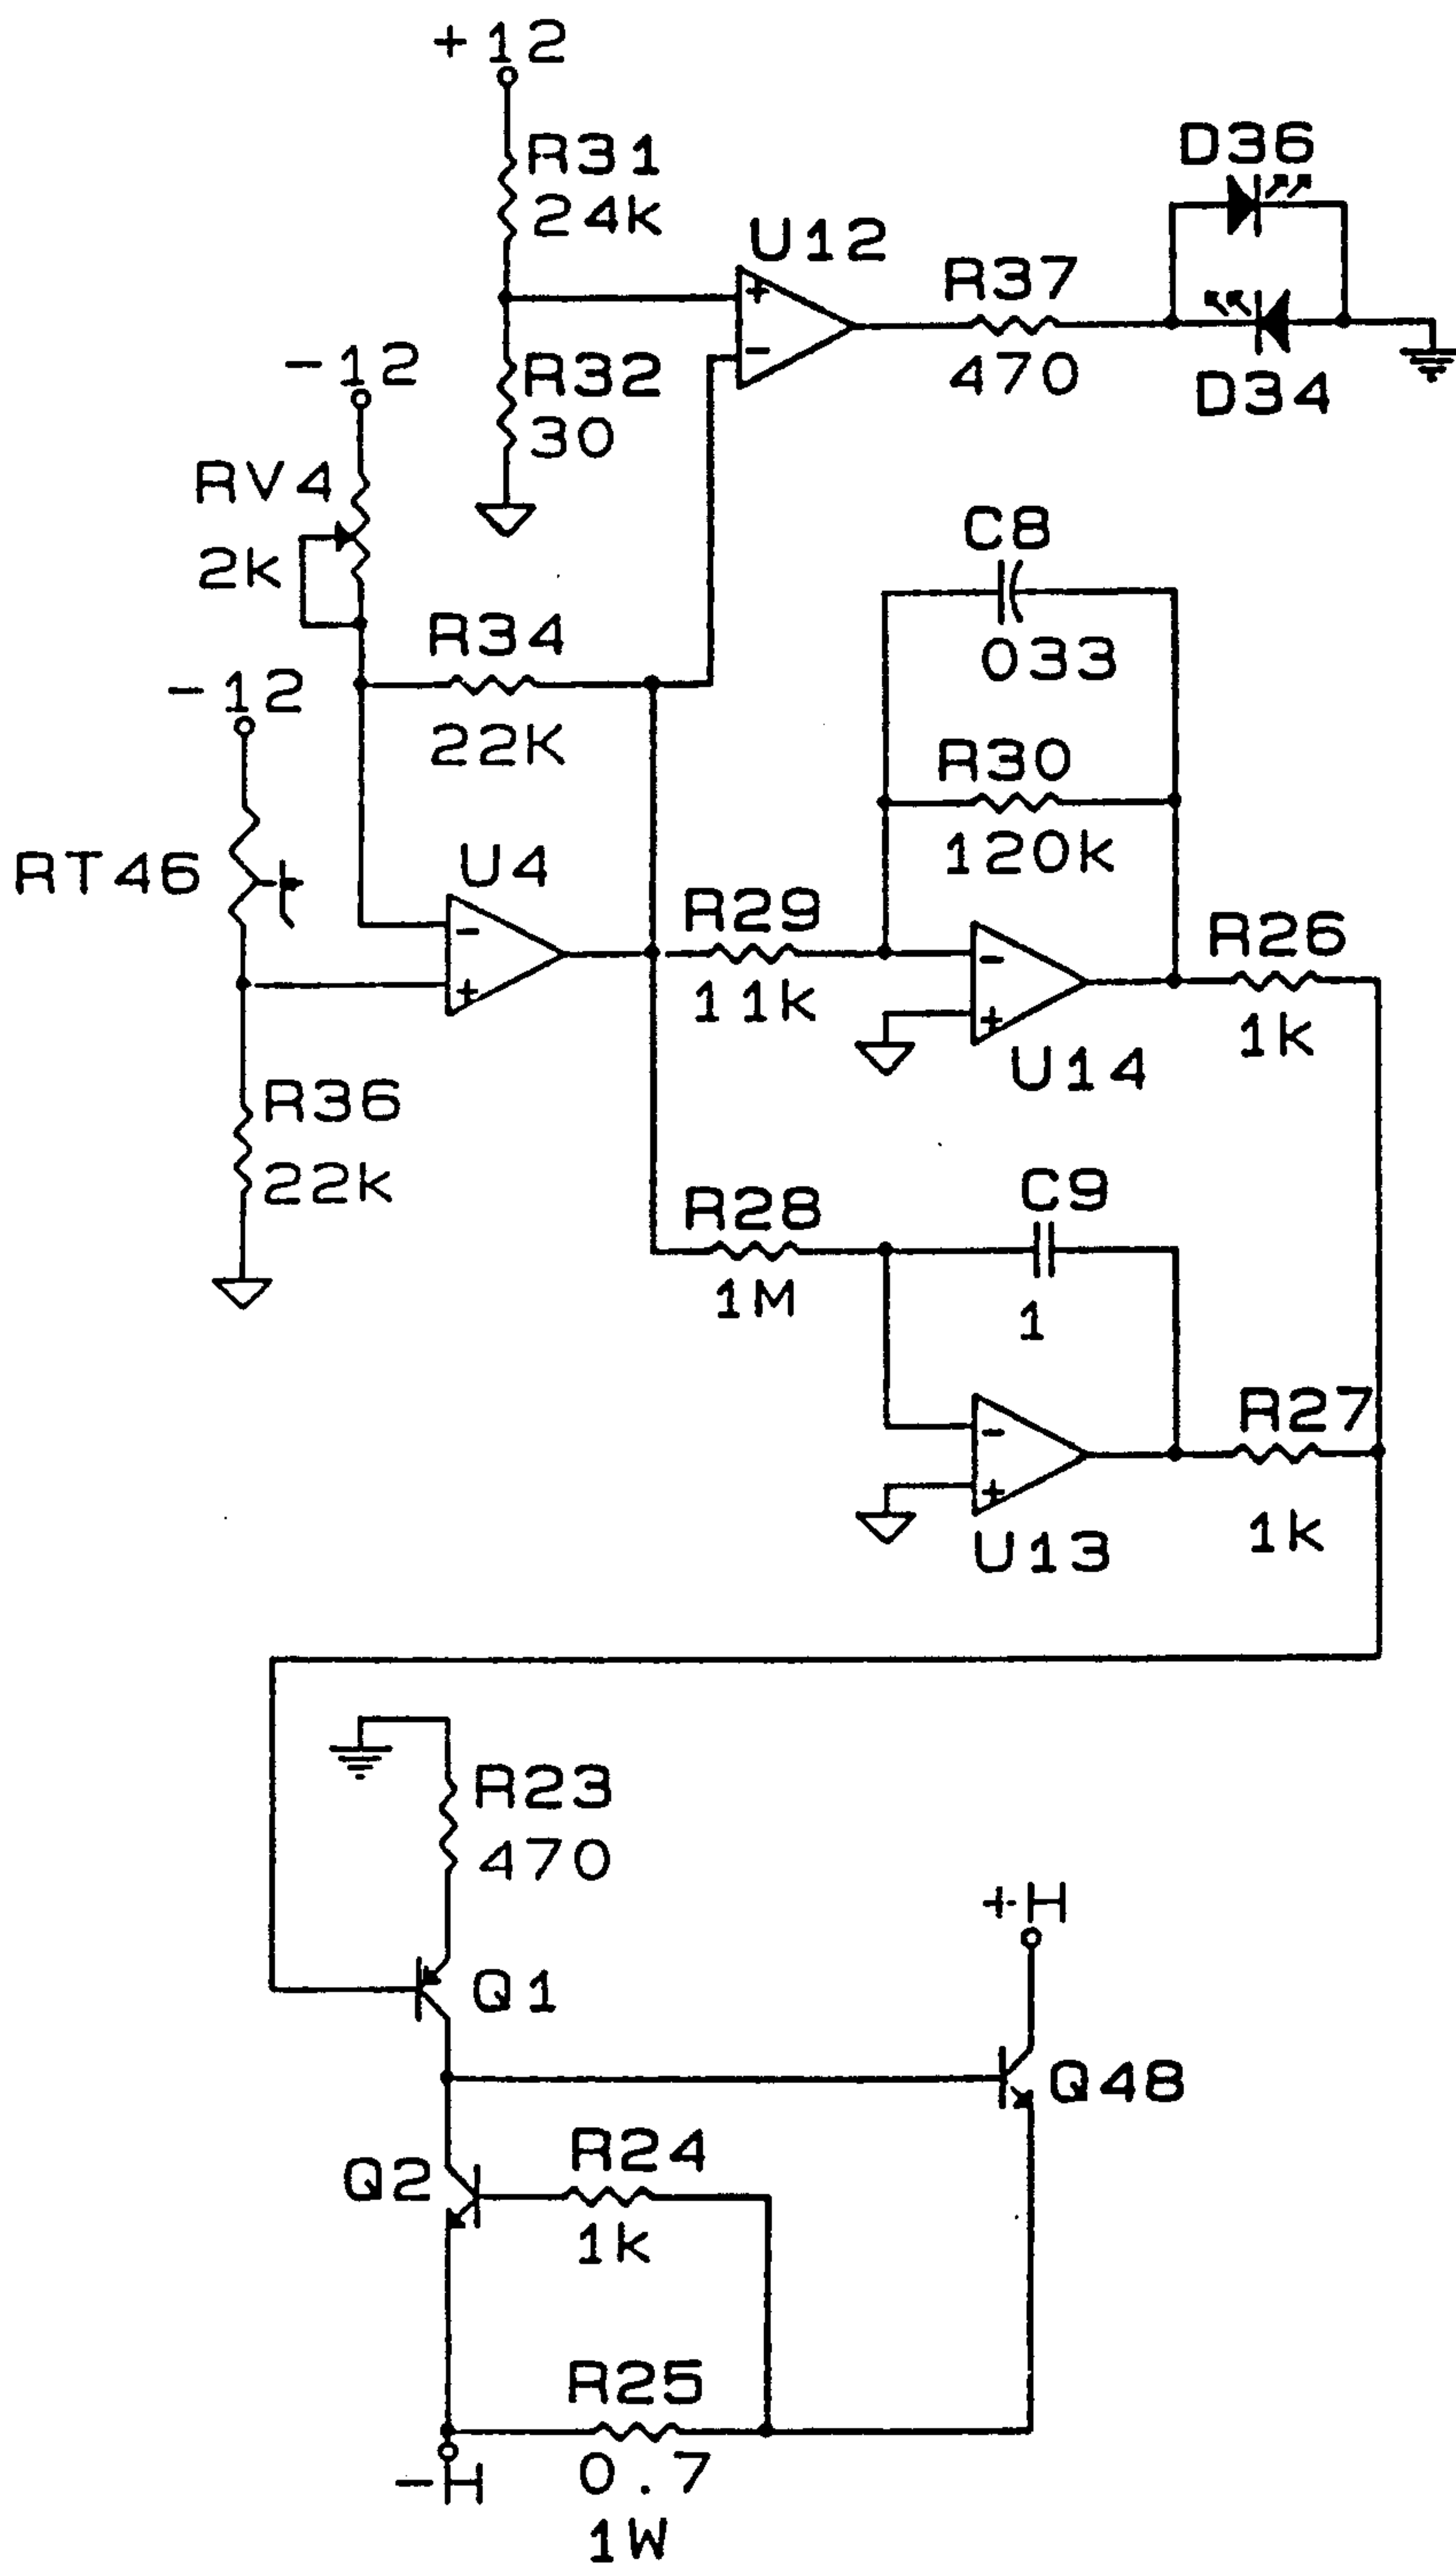 +12
R31
24k
D36
U12
R37
470
D34
-12
R32
30
RV4
2k
C8
033
R34
22K
-12
R30
120k
RT46
U4
R29
11k
R26
1k
U14
R36
22k
R28
1M
C9
1
R27
1k
U13
R23
470
+H
Q1
Q48
Q2
R24
1k
R25
0.7
1W
-H
+
-
-
+
-
+
-
+